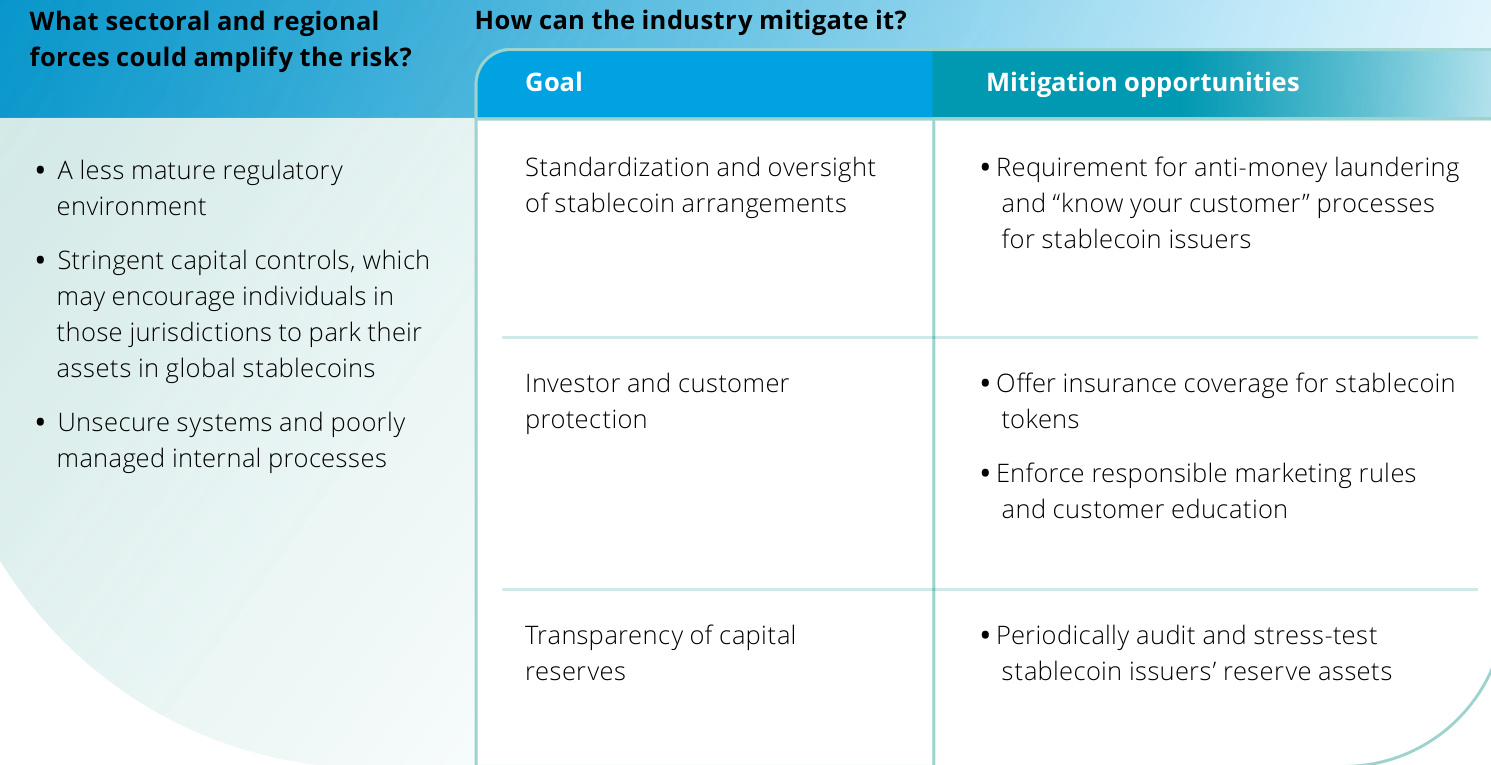 What sectoral and regional
forces could amplify the risk?
• A less mature regulatory
environment
• Stringent capital controls, which
may encourage individuals in
those jurisdictions to park their
assets in global stablecoins
• Unsecure systems and poorly
managed internal processes
How can the industry mitigate it?
Goal
Mitigation opportunities
Standardization and oversight
of stablecoin arrangements
• Requirement for anti-money laundering
and “know your customer” processes
for stablecoin issuers
Investor and customer
protection
• Offer insurance coverage for stablecoin
tokens
• Enforce responsible marketing rules
and customer education
Transparency of capital
reserves
• Periodically audit and stress-test
stablecoin issuers’ reserve assets